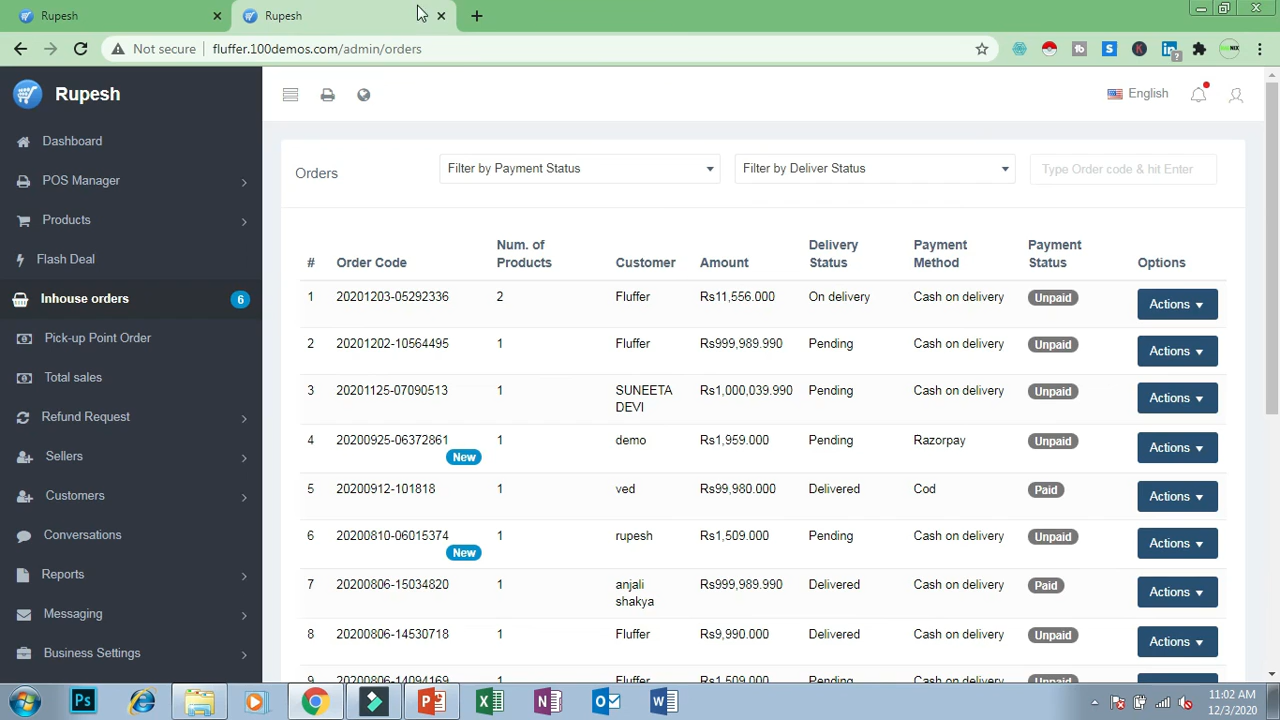 Rupesh
Rupesh
Not secure fluffer.100demos.com/admin/orders
Rupesh
English
Dashboard
POS Manager
Products
Flash Deal
Inhouse orders 6
Pick-up Point Order
Total sales
Refund Request
Sellers
Customers
Conversations
Reports
Messaging
Business Settings
Orders Filter by Payment Status Filter by Deliver Status Type Order code & hit Enter
# Order Code Num. of Products Customer Amount Delivery Status Payment Method Payment Status Options
1 20201203-05292336 2 Fluffer Rs11,556.000 On delivery Cash on delivery Unpaid Actions
2 20201202-10564495 1 Fluffer Rs999,989.990 Pending Cash on delivery Unpaid Actions
3 20201125-07090513 1 SUNEETA DEVI Rs1,000,039.990 Pending Cash on delivery Unpaid Actions
4 20200925-06372861 New 1 demo Rs1,959.000 Pending Razorpay Unpaid Actions
5 20200912-101818 1 ved Rs99,980.000 Delivered Cod Paid Actions
6 20200810-06015374 New 1 rupesh Rs1,509.000 Pending Cash on delivery Unpaid Actions
7 20200806-15034820 1 anjali shakya Rs999,989.990 Delivered Cash on delivery Paid Actions
8 20200806-14530718 1 Fluffer Rs9,990.000 Delivered Cash on delivery Unpaid Actions
9 20200806-14094169 1 Fluffer Rs1,509.000 Pending Cash on delivery Unpaid
11:02 AM
12/3/2020